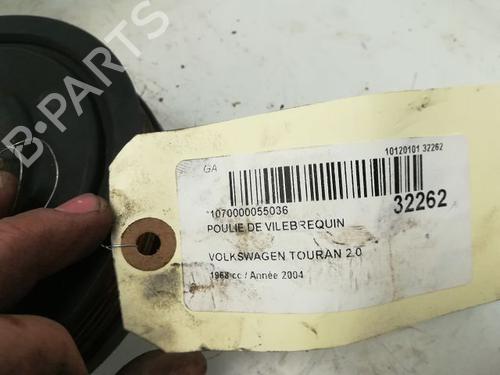 B-PARTS
GA
10120101 32262
*1070000055036
32262
POULIE DE VILEBREQUIN
VOLKSWAGEN TOURAN 2.0
1968 cc / Année 2004